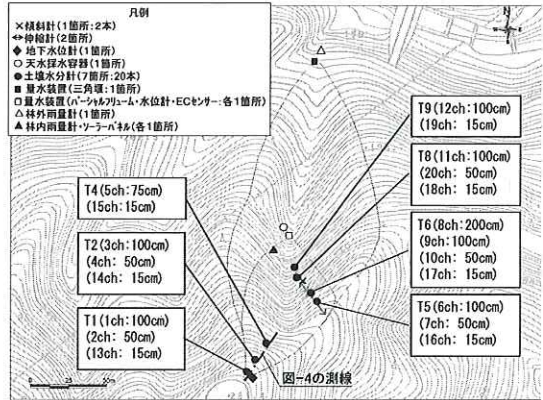 凡例
×傾斜計(1箇所:2本)
⇔伸縮計(2箇所)
◆地下水位計(1箇所)
○天水採水容器(1箇所)
●土壌水分計(7箇所:20本)
■量水装置(三角堰:1箇所)
□量水装置(パーシャルフリューム・水位計・ECセンサー:各1箇所)
△林外雨量計(1箇所)
▲林内雨量計・ソーラーパネル(各1箇所)
N
T9(12ch:100cm)
(19ch: 15cm)
T8(11ch:100cm)
(20ch: 50cm)
(18ch: 15cm)
T4(5ch:75cm)
(15ch:15cm)
T6(8ch:200cm)
(9ch:100cm)
(10ch:50cm)
(17ch:15cm)
T2(3ch:100cm)
(4ch: 50cm)
(14ch: 15cm)
T5(6ch:100cm)
(7ch: 50cm)
(16ch: 15cm)
T1(1ch:100cm)
(2ch: 50cm)
(13ch: 15cm)
図-4の測線
0 25 50m